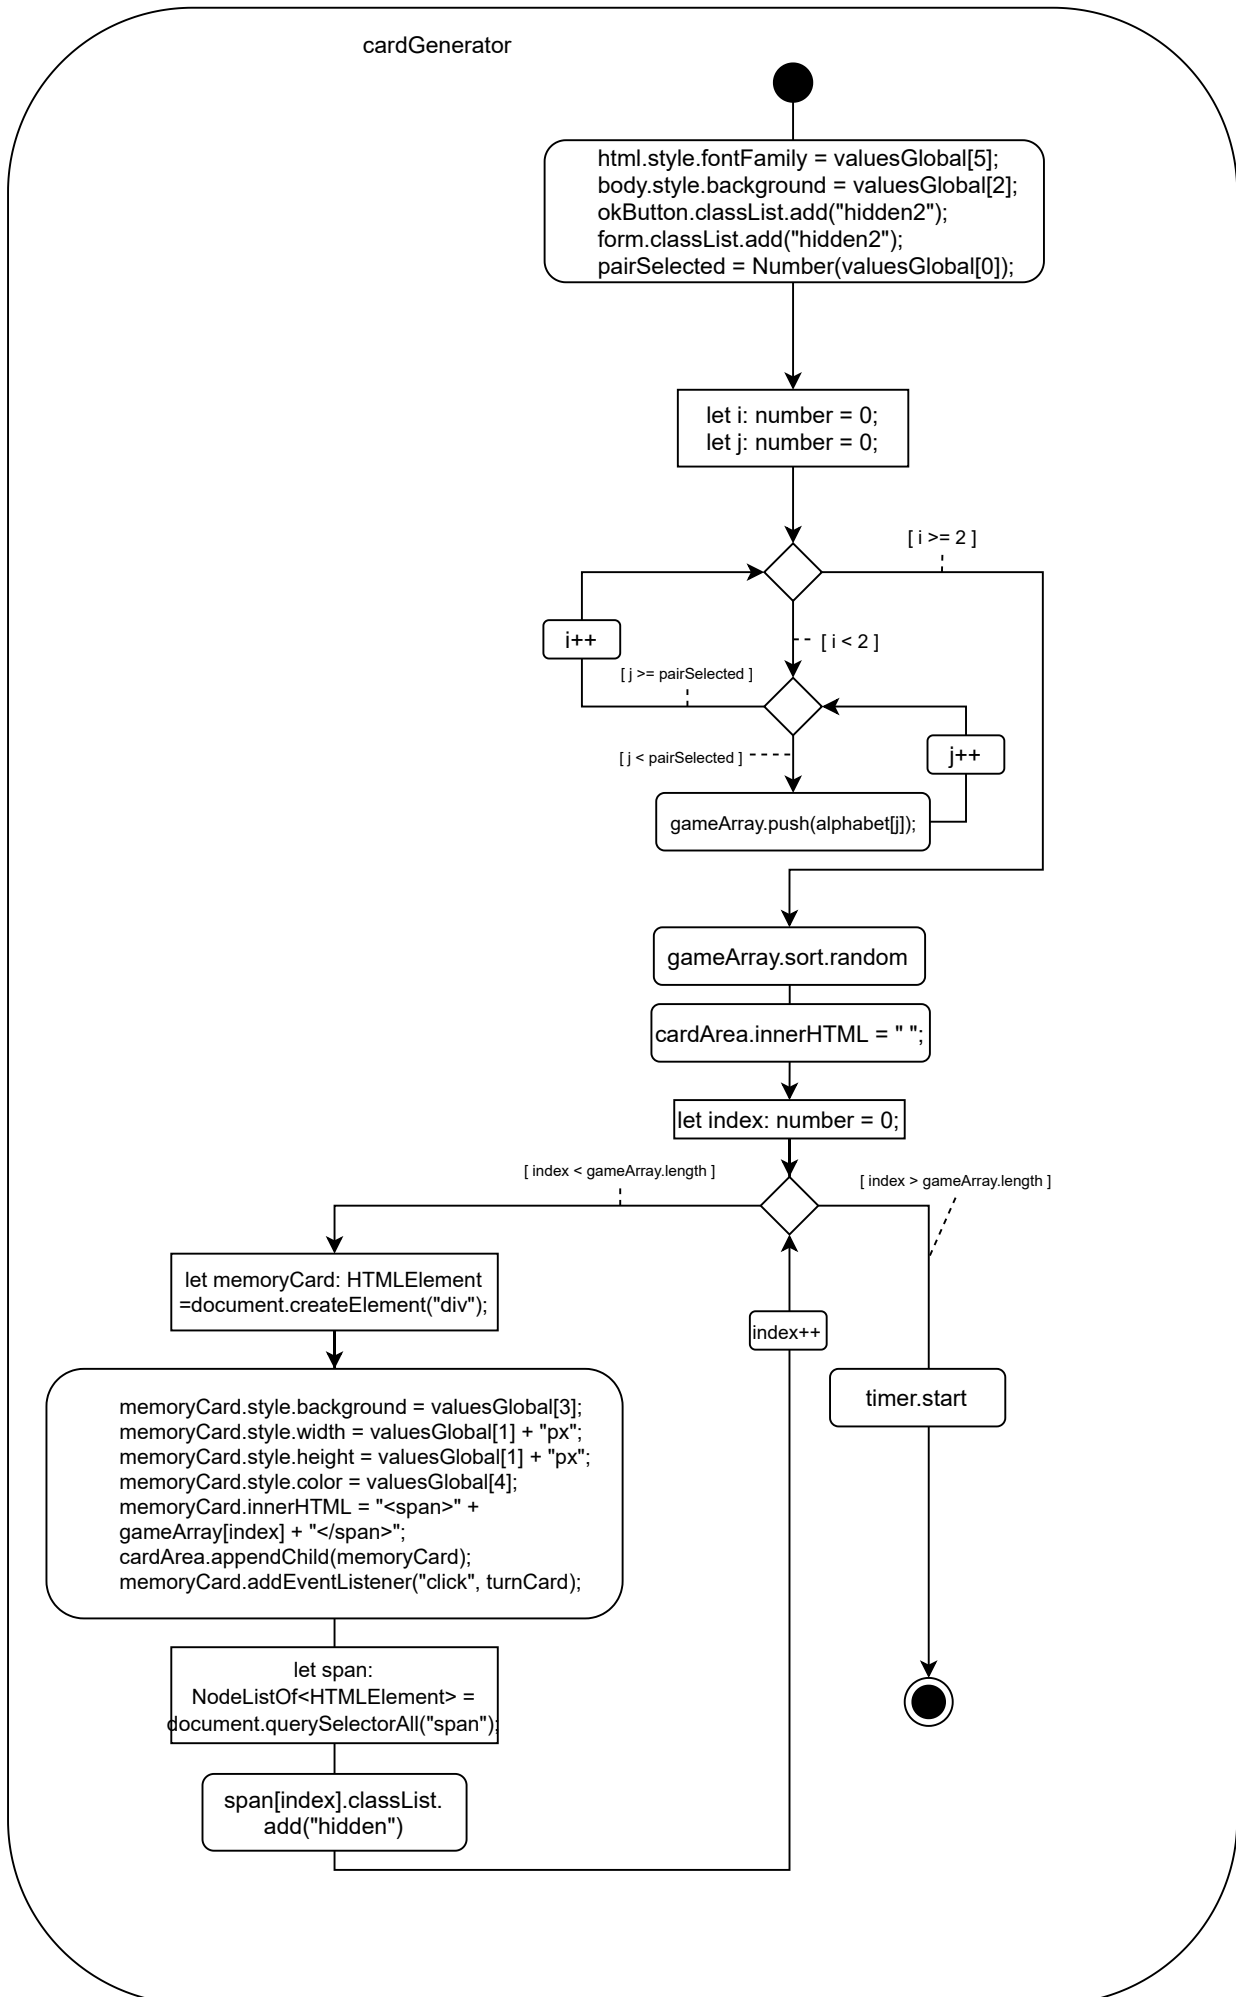 cardGenerator
html.style.fontFamily = valuesGlobal[5];
body.style.background = valuesGlobal[2];
okButton.classList.add("hidden2");
form.classList.add("hidden2");
pairSelected = Number(valuesGlobal[0]);
let i: number = 0;
let j: number = 0;
[ i >= 2 ]
i++
[ i < 2 ]
[ j >= pairSelected ]
[ j < pairSelected ]
j++
gameArray.push(alphabet[j]);
gameArray.sort.random
cardArea.innerHTML = " ";
let index: number = 0;
[ index < gameArray.length ]
[ index > gameArray.length ]
let memoryCard: HTMLElement
=document.createElement("div");
index++
timer.start
memoryCard.style.background = valuesGlobal[3];
memoryCard.style.width = valuesGlobal[1] + "px";
memoryCard.style.height = valuesGlobal[1] + "px";
memoryCard.style.color = valuesGlobal[4];
memoryCard.innerHTML = "<span>" +
gameArray[index] + "</span>";
cardArea.appendChild(memoryCard);
memoryCard.addEventListener("click", turnCard);
let span:
NodeListOf<HTMLElement> =
document.querySelectorAll("span");
span[index].classList.
add("hidden")